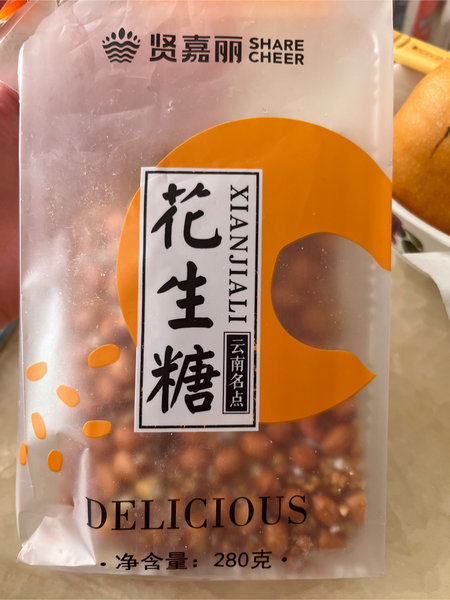 贤嘉丽 SHARE CHEER
花生糖
XIANJIALI
云南名点
DELICIOUS
·净含量：280克·